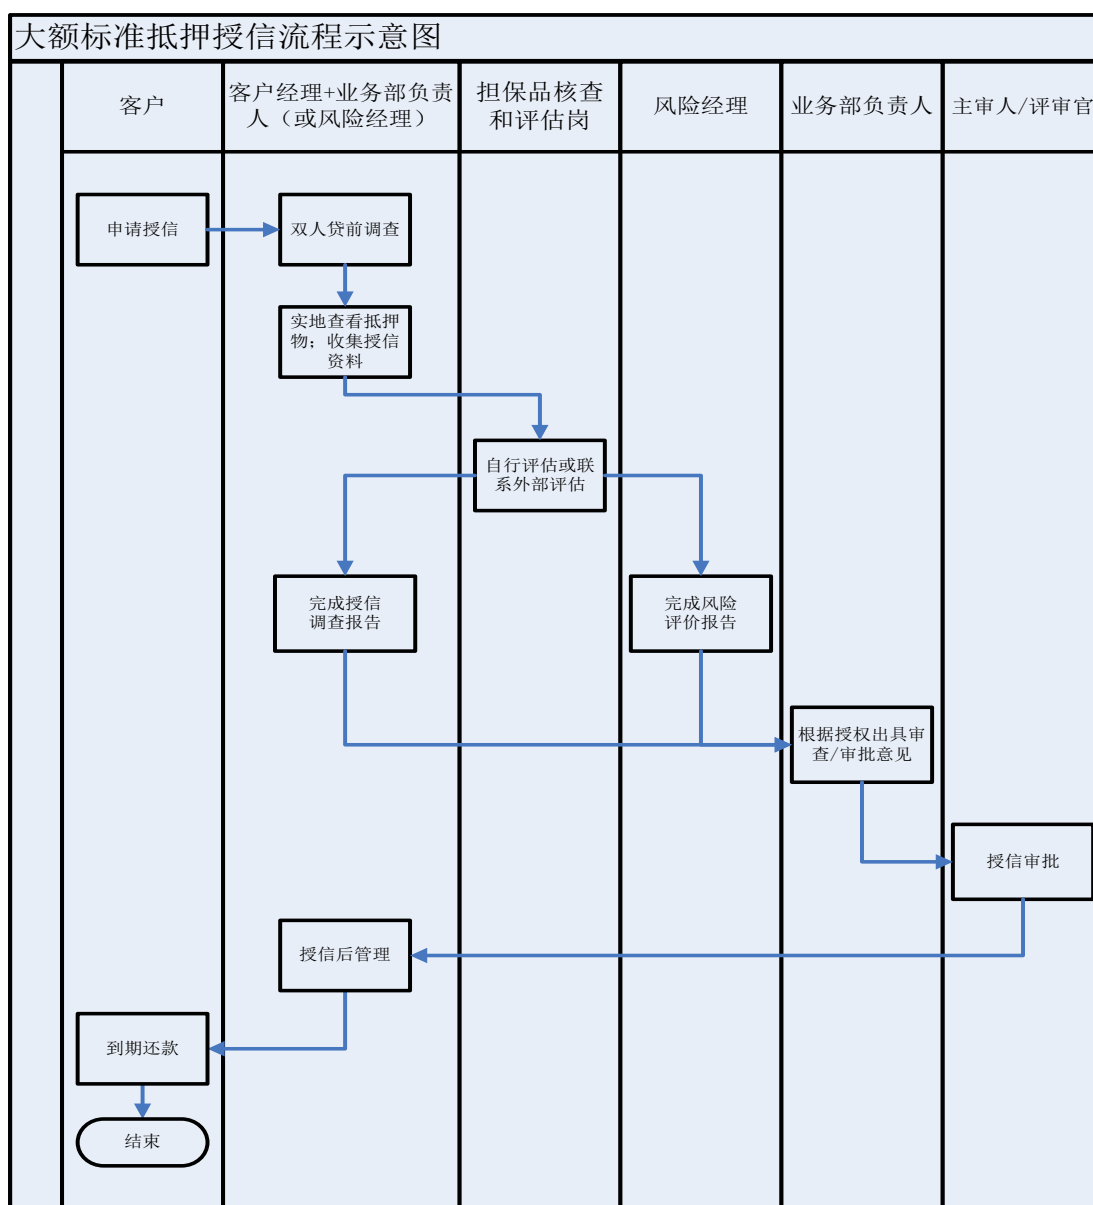 大额标准抵押授信流程示意图
客户
客户经理+业务部负责
人（或风险经理）
担保品核查
和评估岗
风险经理
业务部负责人
主审人/评审官
申请授信
双人贷前调查
实地查看抵押
物；收集授信
资料
自行评估或联
系外部评估
完成授信
调查报告
完成风险
评价报告
根据授权出具审
查/审批意见
授信审批
授信后管理
到期还款
结束